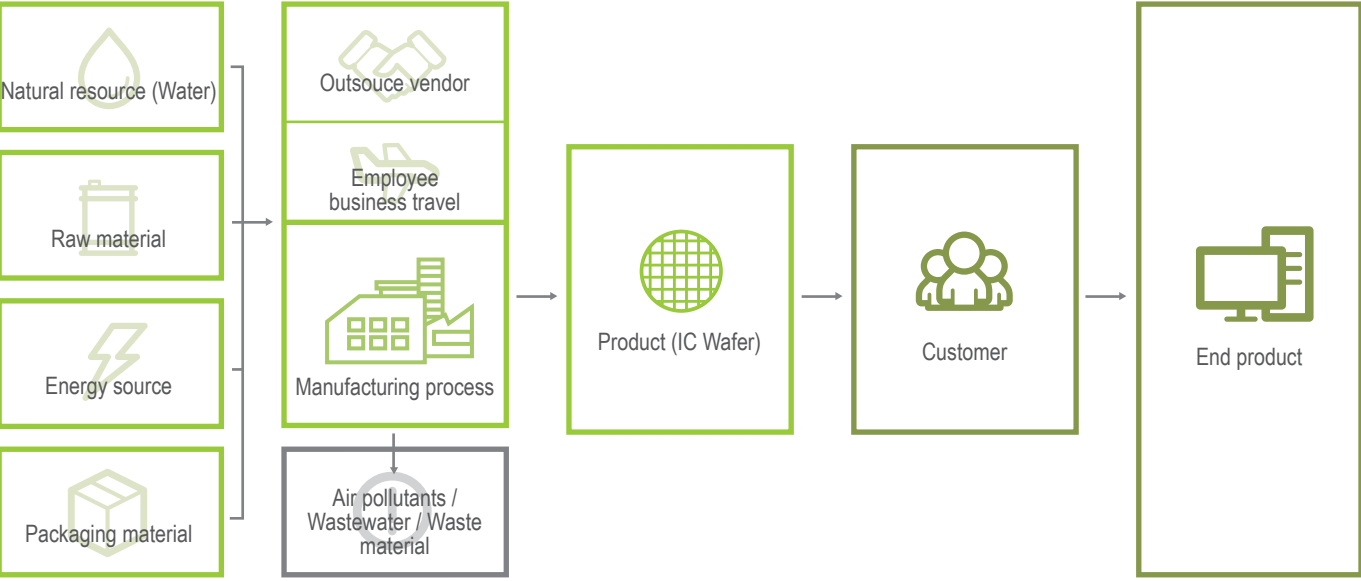 Natural resource (Water)
Raw material
Energy source
Packaging material
Outsouce vendor
Employee
business travel
Manufacturing process
Air pollutants /
Wastewater / Waste
material
Product (IC Wafer)
Customer
End product